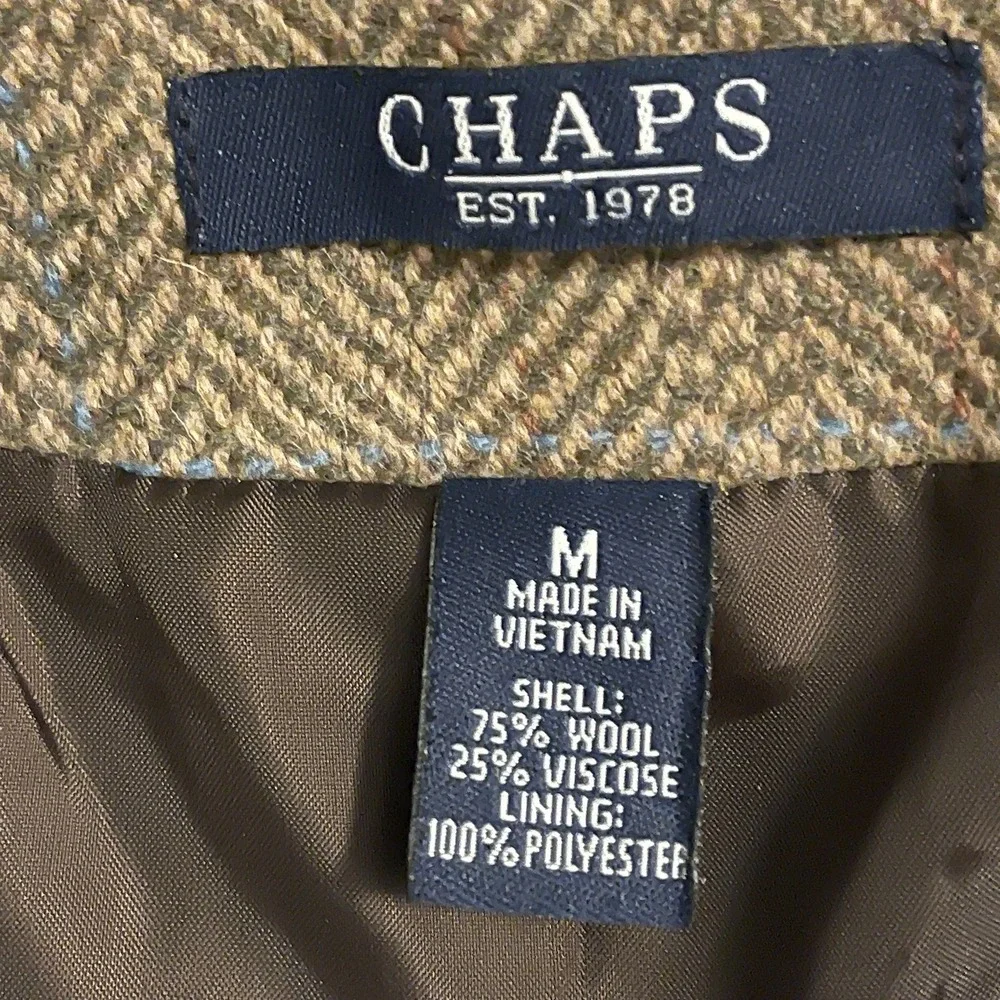 CHAPS
EST. 1978
M
MADE IN
VIETNAM
SHELL:
75% WOOL
25% VISCOSE
LINING:
100% POLYESTER